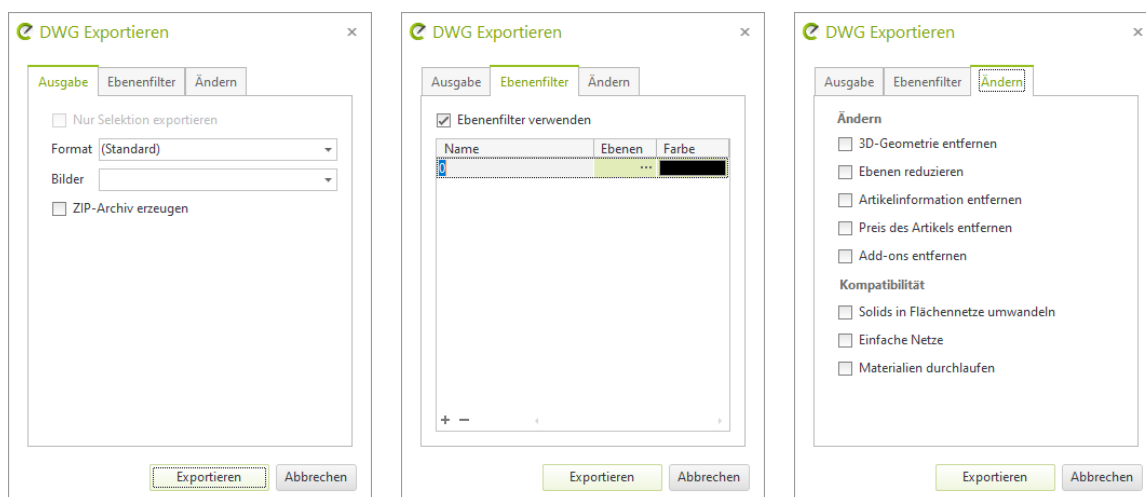 DWG Exportieren
Ausgabe Ebenenfilter Ändern
Nur Selektion exportieren
Format (Standard)
Bilder
ZIP-Archiv erzeugen
Exportieren Abbrechen
DWG Exportieren
Ausgabe Ebenenfilter Ändern
Ebenenfilter verwenden
Name Ebenen Farbe
0 ...
Exportieren Abbrechen
DWG Exportieren
Ausgabe Ebenenfilter Ändern
Ändern
3D-Geometrie entfernen
Ebenen reduzieren
Artikelinformation entfernen
Preis des Artikels entfernen
Add-ons entfernen
Kompatibilität
Solids in Flächennetze umwandeln
Einfache Netze
Materialien durchlaufen
Exportieren Abbrechen